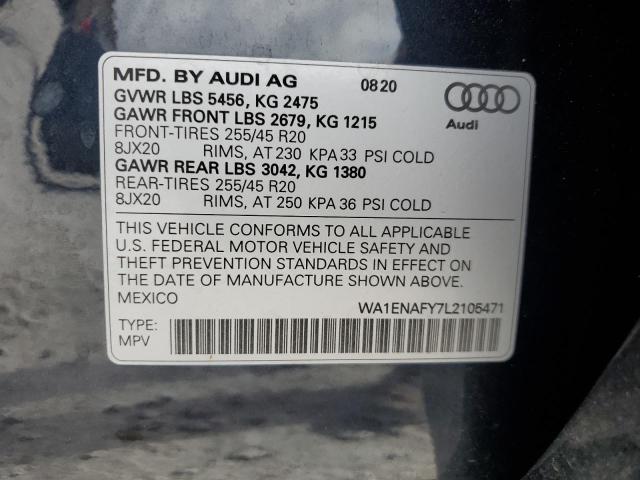 MFD. BY AUDI AG 08 20
GVWR LBS 5456, KG 2475
GAWR FRONT LBS 2679, KG 1215
Audi
FRONT-TIRES 255/45 R20
8JX20 RIMS, AT 230 KPA 33 PSI COLD
GAWR REAR LBS 3042, KG 1380
REAR-TIRES 255/45 R20
8JX20 RIMS, AT 250 KPA 36 PSI COLD
THIS VEHICLE CONFORMS TO ALL APPLICABLE
U.S. FEDERAL MOTOR VEHICLE SAFETY AND
THEFT PREVENTION STANDARDS IN EFFECT ON
THE DATE OF MANUFACTURE SHOWN ABOVE.
MEXICO WA1ENAFY7L2105471
TYPE:
MPV